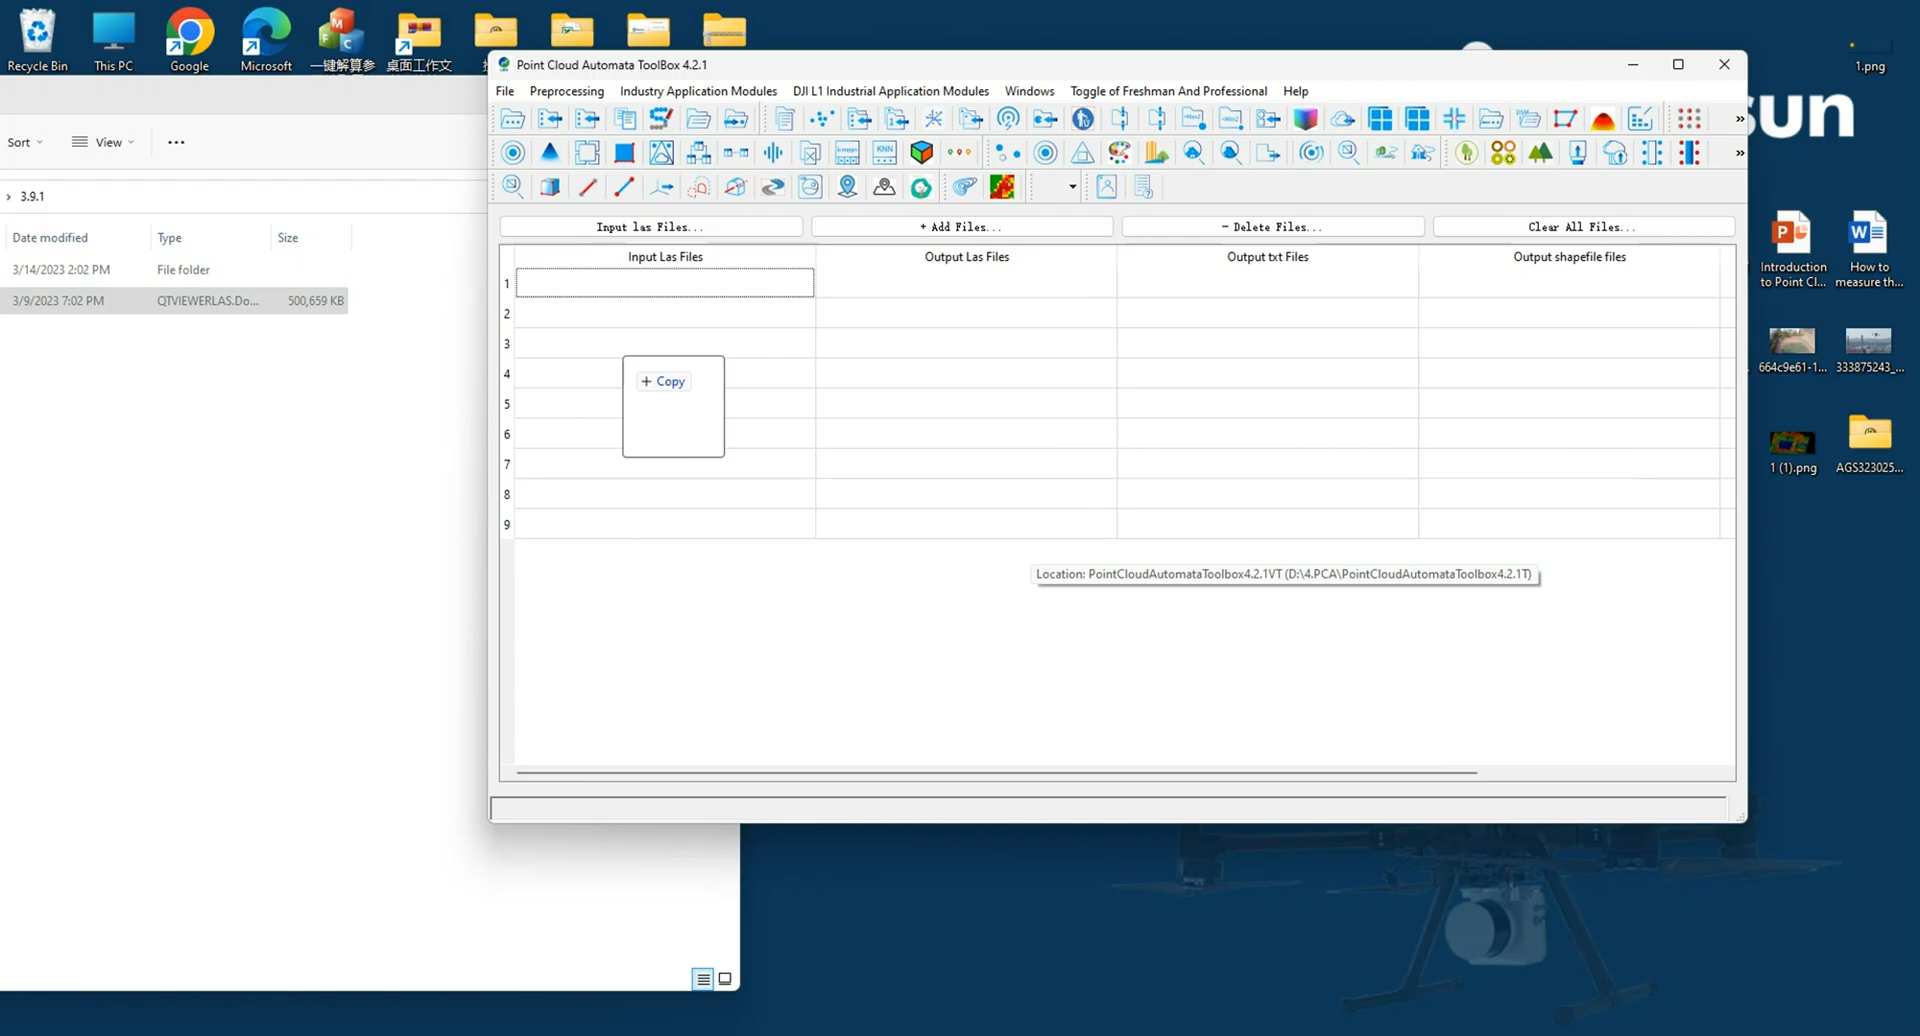 Recycle Bin
This PC
Google
Microsoft
一键解算参
桌面工作文
1.png
sun
Sort
View
3.9.1
Date modified
Type
Size
3/14/2023 2:02 PM
File folder
3/9/2023 7:02 PM
QTVIEWERLAS.Do...
500,659 KB
Point Cloud Automata ToolBox 4.2.1
File
Preprocessing
Industry Application Modules
DJI L1 Industrial Application Modules
Windows
Toggle of Freshman And Professional
Help
KNN
DSM
Input las Files...
+ Add Files...
- Delete Files...
Clear All Files...
Input Las Files
Output Las Files
Output txt Files
Output shapefile files
1
2
3
4
5
6
7
8
9
+ Copy
Location: PointCloudAutomataToolbox4.2.1VT (D:\4.PCA\PointCloudAutomataToolbox4.2.1T)
Introduction
to Point Cl...
How to
measure th...
664c9e61-1...
333875243_...
1 (1).png
AGS323025...